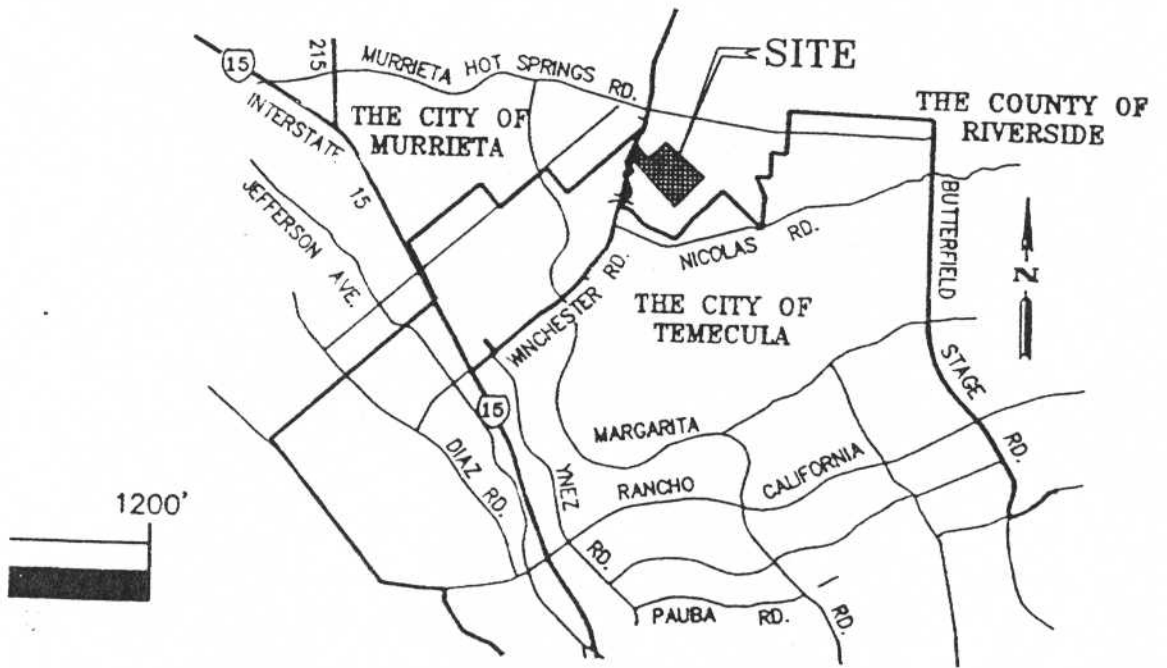 SITE
15
215
MURRIETA HOT SPRINGS RD.
THE COUNTY OF
RIVERSIDE
THE CITY OF
MURRIETA
INTERSTATE 15
JEFFERSON AVE.
BUTTERFIELD STAGE RD.
NICOLAS RD.
N
WINCHESTER RD.
THE CITY OF
TEMECULA
15
MARGARITA RD.
DIAZ RD.
YNEZ RD.
RANCHO CALIFORNIA
1200'
PAUBA RD.